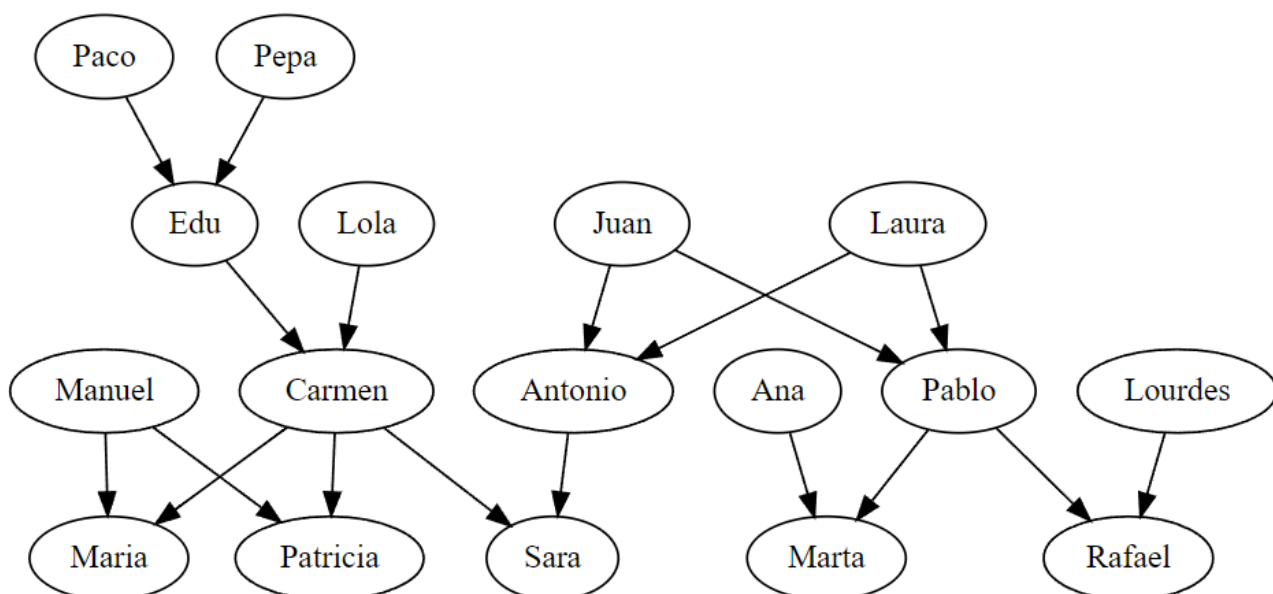 Paco
Pepa
Edu
Lola
Juan
Laura
Manuel
Carmen
Antonio
Ana
Pablo
Lourdes
Maria
Patricia
Sara
Marta
Rafael